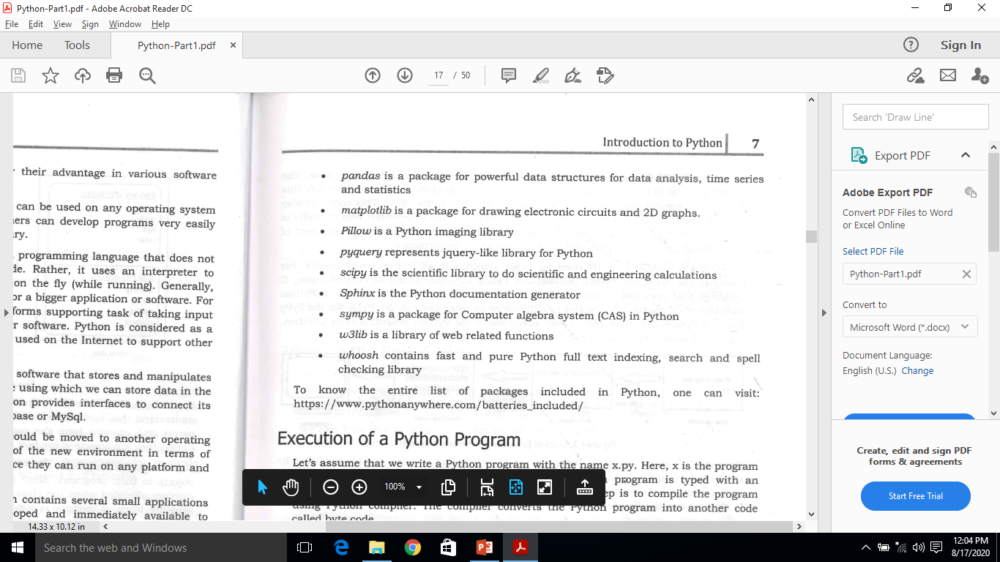 Python-Part1.pdf - Adobe Acrobat Reader DC
File Edit View Sign Window Help
Home Tools Python-Part1.pdf × Sign In
17 / 50
their advantage in various software
can be used on any operating system
can develop programs very easily
programming language that does not
Rather, it uses an interpreter to
on the fly (while running). Generally,
or a bigger application or software. For
forms supporting task of taking input
software. Python is considered as a
used on the Internet to support other
software that stores and manipulates
using which we can store data in the
provides interfaces to connect its
or MySql.
could be moved to another operating
of the new environment in terms of
they can run on any platform and
contains several small applications
and immediately available to
Introduction to Python 7
• pandas is a package for powerful data structures for data analysis, time series
and statistics
• matplotlib is a package for drawing electronic circuits and 2D graphs.
• Pillow is a Python imaging library
• pyquery represents jquery-like library for Python
• scipy is the scientific library to do scientific and engineering calculations
• Sphinx is the Python documentation generator
• sympy is a package for Computer algebra system (CAS) in Python
• w3lib is a library of web related functions
• whoosh contains fast and pure Python full text indexing, search and spell
checking library
To know the entire list of packages included in Python, one can visit:
https://www.pythonanywhere.com/batteries_included/
Execution of a Python Program
Let's assume that we write a Python program with the name x.py. Here, x is the program
program is typed with an
is to compile the program
using Python compiler. The compiler converts the Python program into another code
called byte code
100%
14.33 x 10.12 in
Search 'Draw Line'
Export PDF
Adobe Export PDF
Convert PDF Files to Word
or Excel Online
Select PDF File
Python-Part1.pdf
Convert to
Microsoft Word (*.docx)
Document Language:
English (U.S.) Change
Create, edit and sign PDF
forms & agreements
Start Free Trial
Search the web and Windows
12:04 PM
8/17/2020